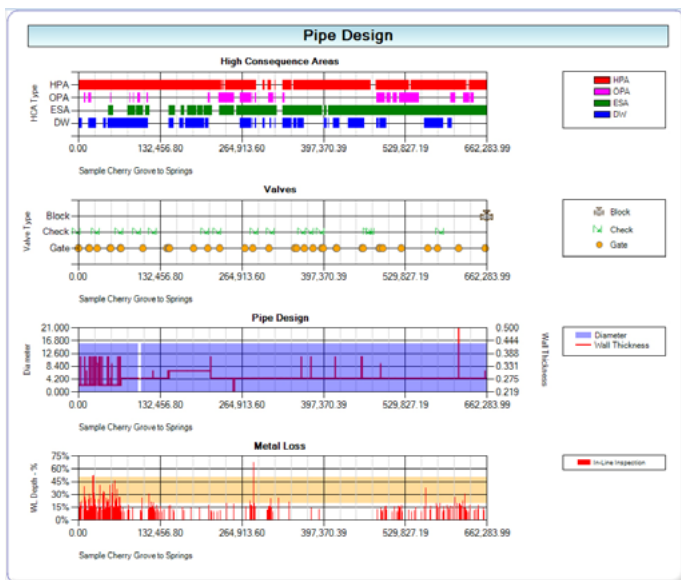 Pipe Design
High Consequence Areas
HCA Type
HPA
OPA
ESA
DW
0.00 132,456.80 264,913.60 397,370.39 529,827.19 662,283.99
Sample Cherry Grove to Springs
HPA
OPA
ESA
DW
Valves
Valve Type
Block
Check
Gate
0.00 132,456.80 264,913.60 397,370.39 529,827.19 662,283.99
Sample Cherry Grove to Springs
Block
Check
Gate
Pipe Design
Diameter
21.000
16.800
12.600
8.400
4.200
0.000
0.500
0.444
0.388
0.331
0.275
0.219
Wall Thickness
0.00 132,456.80 264,913.60 397,370.39 529,827.19 662,283.99
Sample Cherry Grove to Springs
Diameter
Wall Thickness
Metal Loss
WL Depth - %
75%
60%
45%
30%
15%
0%
0.00 132,456.80 264,913.60 397,370.39 529,827.19 662,283.99
Sample Cherry Grove to Springs
In-Line Inspection